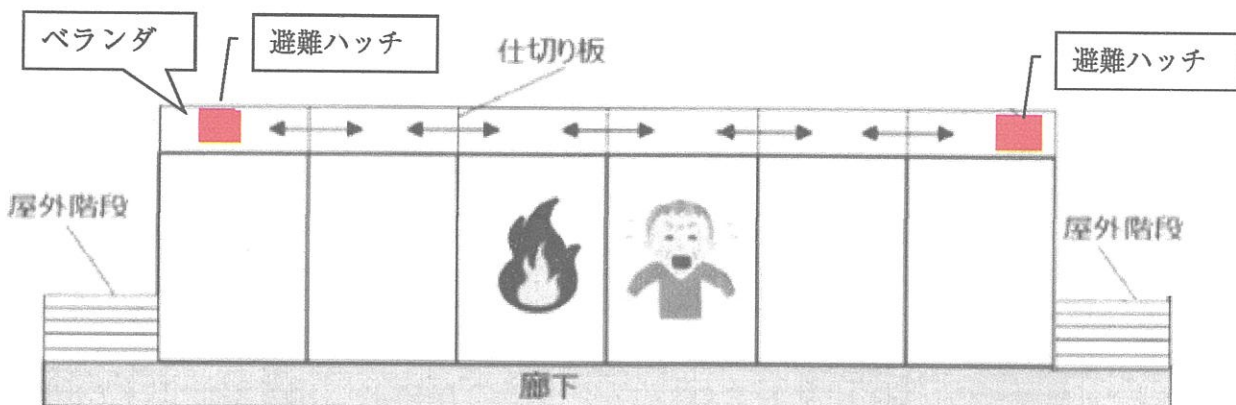 ベランダ
避難ハッチ
仕切り板
避難ハッチ
屋外階段
屋外階段
廊下